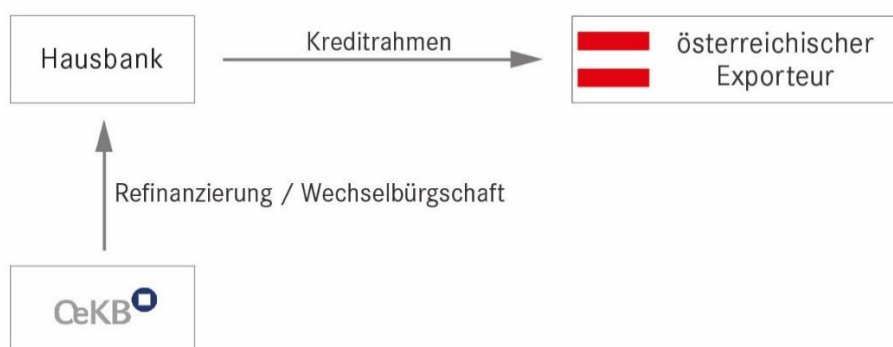 Hausbank
Kreditrahmen
österreichischer
Exporteur
Refinanzierung / Wechselbürgschaft
OeKB